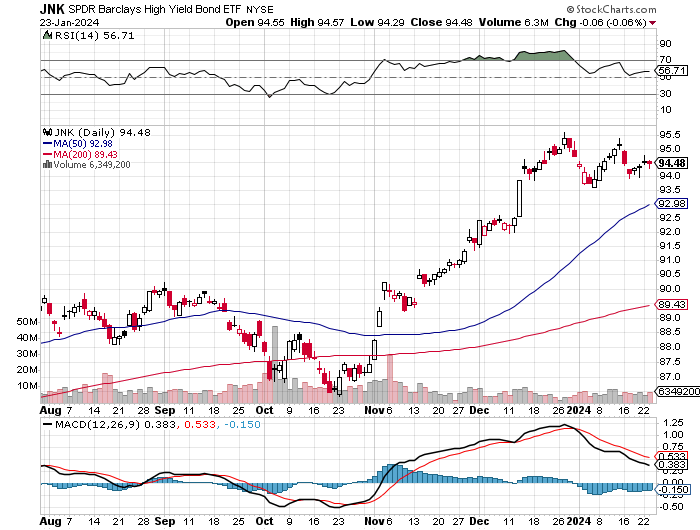 JNK SPDR Barclays High Yield Bond ETF NYSE © StockCharts.com
23-Jan-2024 Open 94.55 High 94.57 Low 94.29 Close 94.48 Volume 6.3M Chg -0.06 (-0.06%)
RSI(14) 56.71
90
70
56.71
50
30
10
JNK (Daily) 94.48
MA(50) 92.98
MA(200) 89.43
Volume 6,349,200
95.5
95.0
94.48
94.0
93.5
92.98
92.5
92.0
91.5
91.0
90.5
90.0
89.43
89.0
88.5
88.0
87.5
87.0
6349200
50M
40M
30M
20M
10M
Aug 7 14 21 28 Sep 11 18 25 Oct 9 16 23 Nov 6 13 20 27 Dec 11 18 26 2024 8 16 22
MACD(12,26,9) 0.383, 0.533, -0.150
1.25
1.00
0.75
0.533
0.383
0.25
0.00
-0.150
-0.25
-0.50
Aug 7 14 21 28 Sep 11 18 25 Oct 9 16 23 Nov 6 13 20 27 Dec 11 18 26 2024 8 16 22